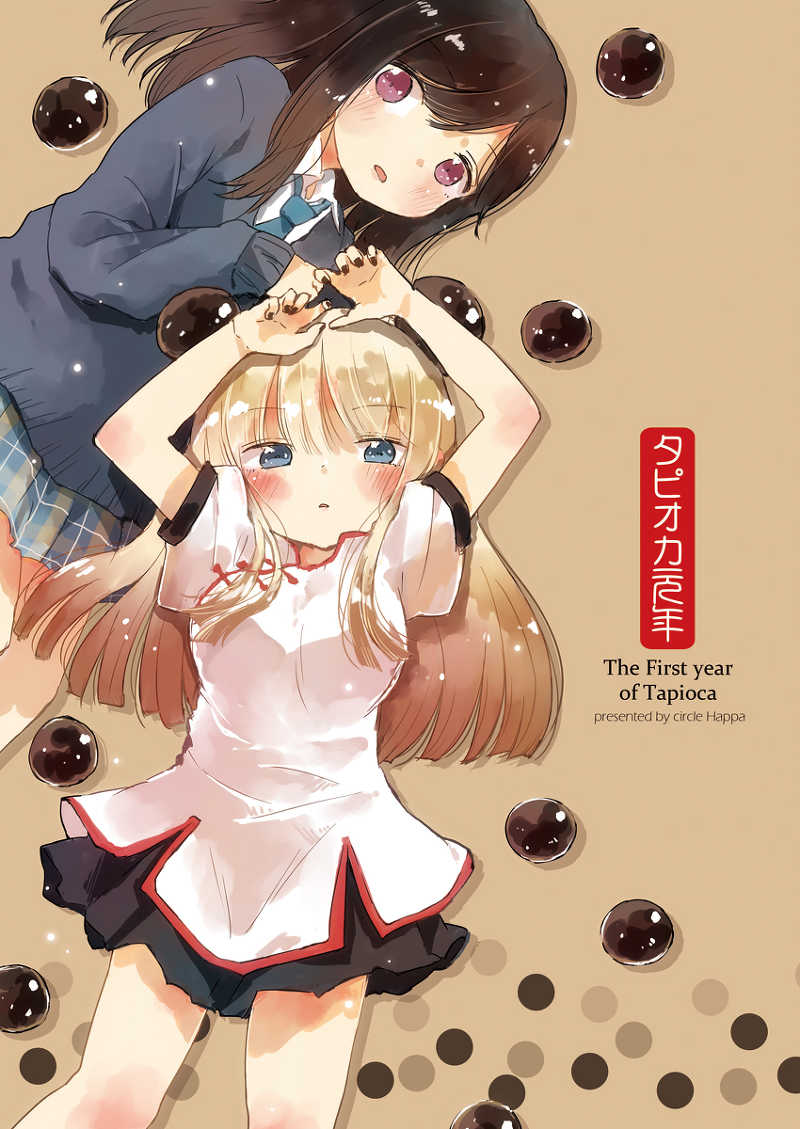 タピオカ元年
The First year
of Tapioca
presented by circle Happa